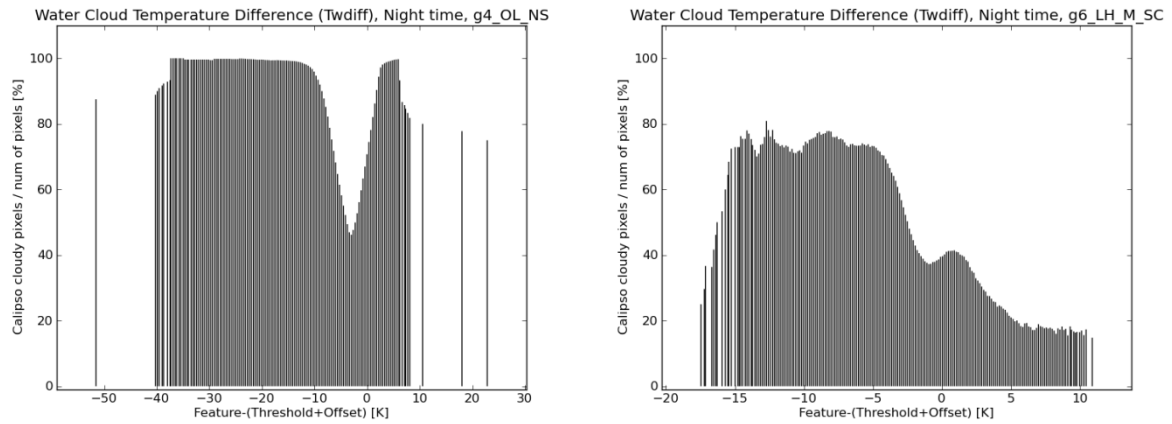 Water Cloud Temperature Difference (Twdiff), Night time, g4_OL_NS
100
80
60
40
20
0
Calipso cloudy pixels / num of pixels [%]
−50 −40 −30 −20 −10 0 10 20 30
Feature-(Threshold+Offset) [K]
Water Cloud Temperature Difference (Twdiff), Night time, g6_LH_M_SC
100
80
60
40
20
0
Calipso cloudy pixels / num of pixels [%]
−20 −15 −10 −5 0 5 10
Feature-(Threshold+Offset) [K]